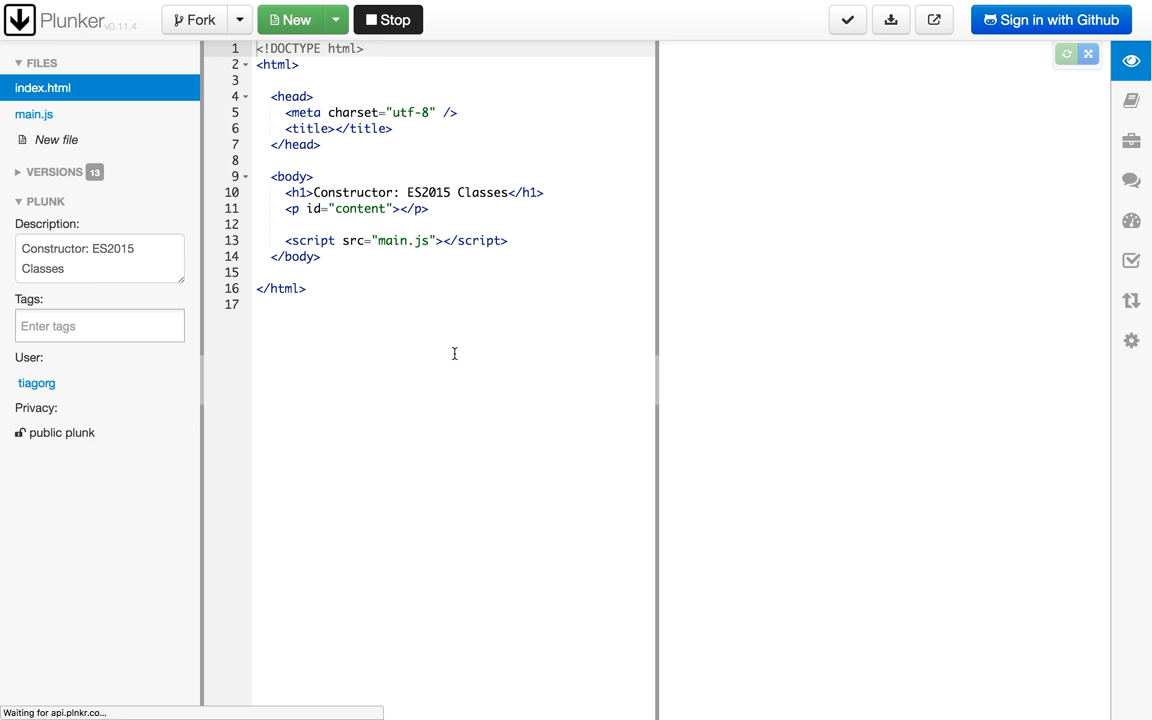 Plunker v0.11.4 Fork New Stop Sign in with Github
FILES
index.html
main.js
New file
VERSIONS 13
PLUNK
Description:
Constructor: ES2015
Classes
Tags:
Enter tags
User:
tiagorg
Privacy:
public plunk
1 <!DOCTYPE html>
2 <html>
3
4 <head>
5 <meta charset="utf-8" />
6 <title></title>
7 </head>
8
9 <body>
10 <h1>Constructor: ES2015 Classes</h1>
11 <p id="content"></p>
12
13 <script src="main.js"></script>
14 </body>
15
16 </html>
17
Waiting for api.plnkr.co...